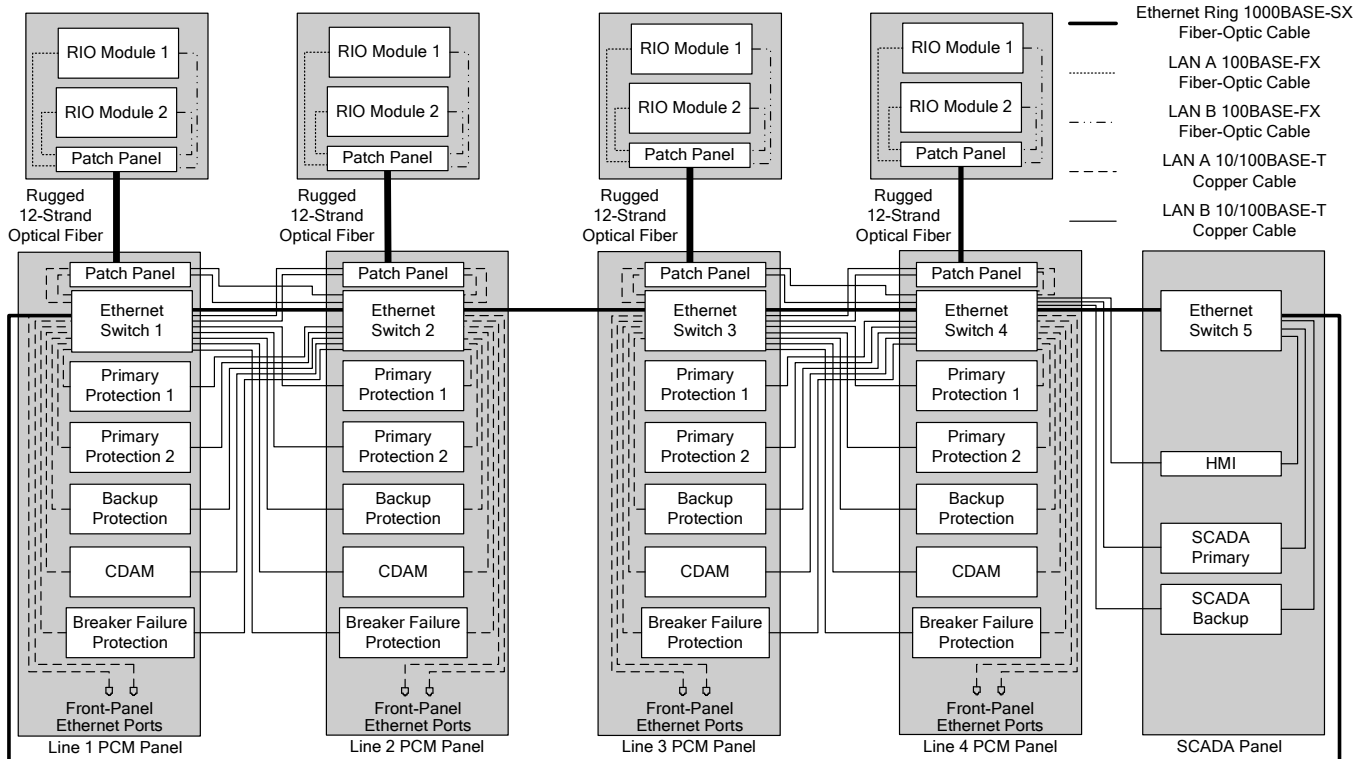 RIO Module 1
RIO Module 2
Patch Panel
RIO Module 1
RIO Module 2
Patch Panel
RIO Module 1
RIO Module 2
Patch Panel
RIO Module 1
RIO Module 2
Patch Panel
Ethernet Ring 1000BASE-SX
Fiber-Optic Cable
LAN A 100BASE-FX
Fiber-Optic Cable
LAN B 100BASE-FX
Fiber-Optic Cable
LAN A 10/100BASE-T
Copper Cable
LAN B 10/100BASE-T
Copper Cable
Rugged
12-Strand
Optical Fiber
Rugged
12-Strand
Optical Fiber
Rugged
12-Strand
Optical Fiber
Rugged
12-Strand
Optical Fiber
Patch Panel
Ethernet
Switch 1
Primary
Protection 1
Primary
Protection 2
Backup
Protection
CDAM
Breaker Failure
Protection
Front-Panel
Ethernet Ports
Line 1 PCM Panel
Patch Panel
Ethernet
Switch 2
Primary
Protection 1
Primary
Protection 2
Backup
Protection
CDAM
Breaker Failure
Protection
Front-Panel
Ethernet Ports
Line 2 PCM Panel
Patch Panel
Ethernet
Switch 3
Primary
Protection 1
Primary
Protection 2
Backup
Protection
CDAM
Breaker Failure
Protection
Front-Panel
Ethernet Ports
Line 3 PCM Panel
Patch Panel
Ethernet
Switch 4
Primary
Protection 1
Primary
Protection 2
Backup
Protection
CDAM
Breaker Failure
Protection
Front-Panel
Ethernet Ports
Line 4 PCM Panel
Ethernet
Switch 5
HMI
SCADA
Primary
SCADA
Backup
SCADA Panel